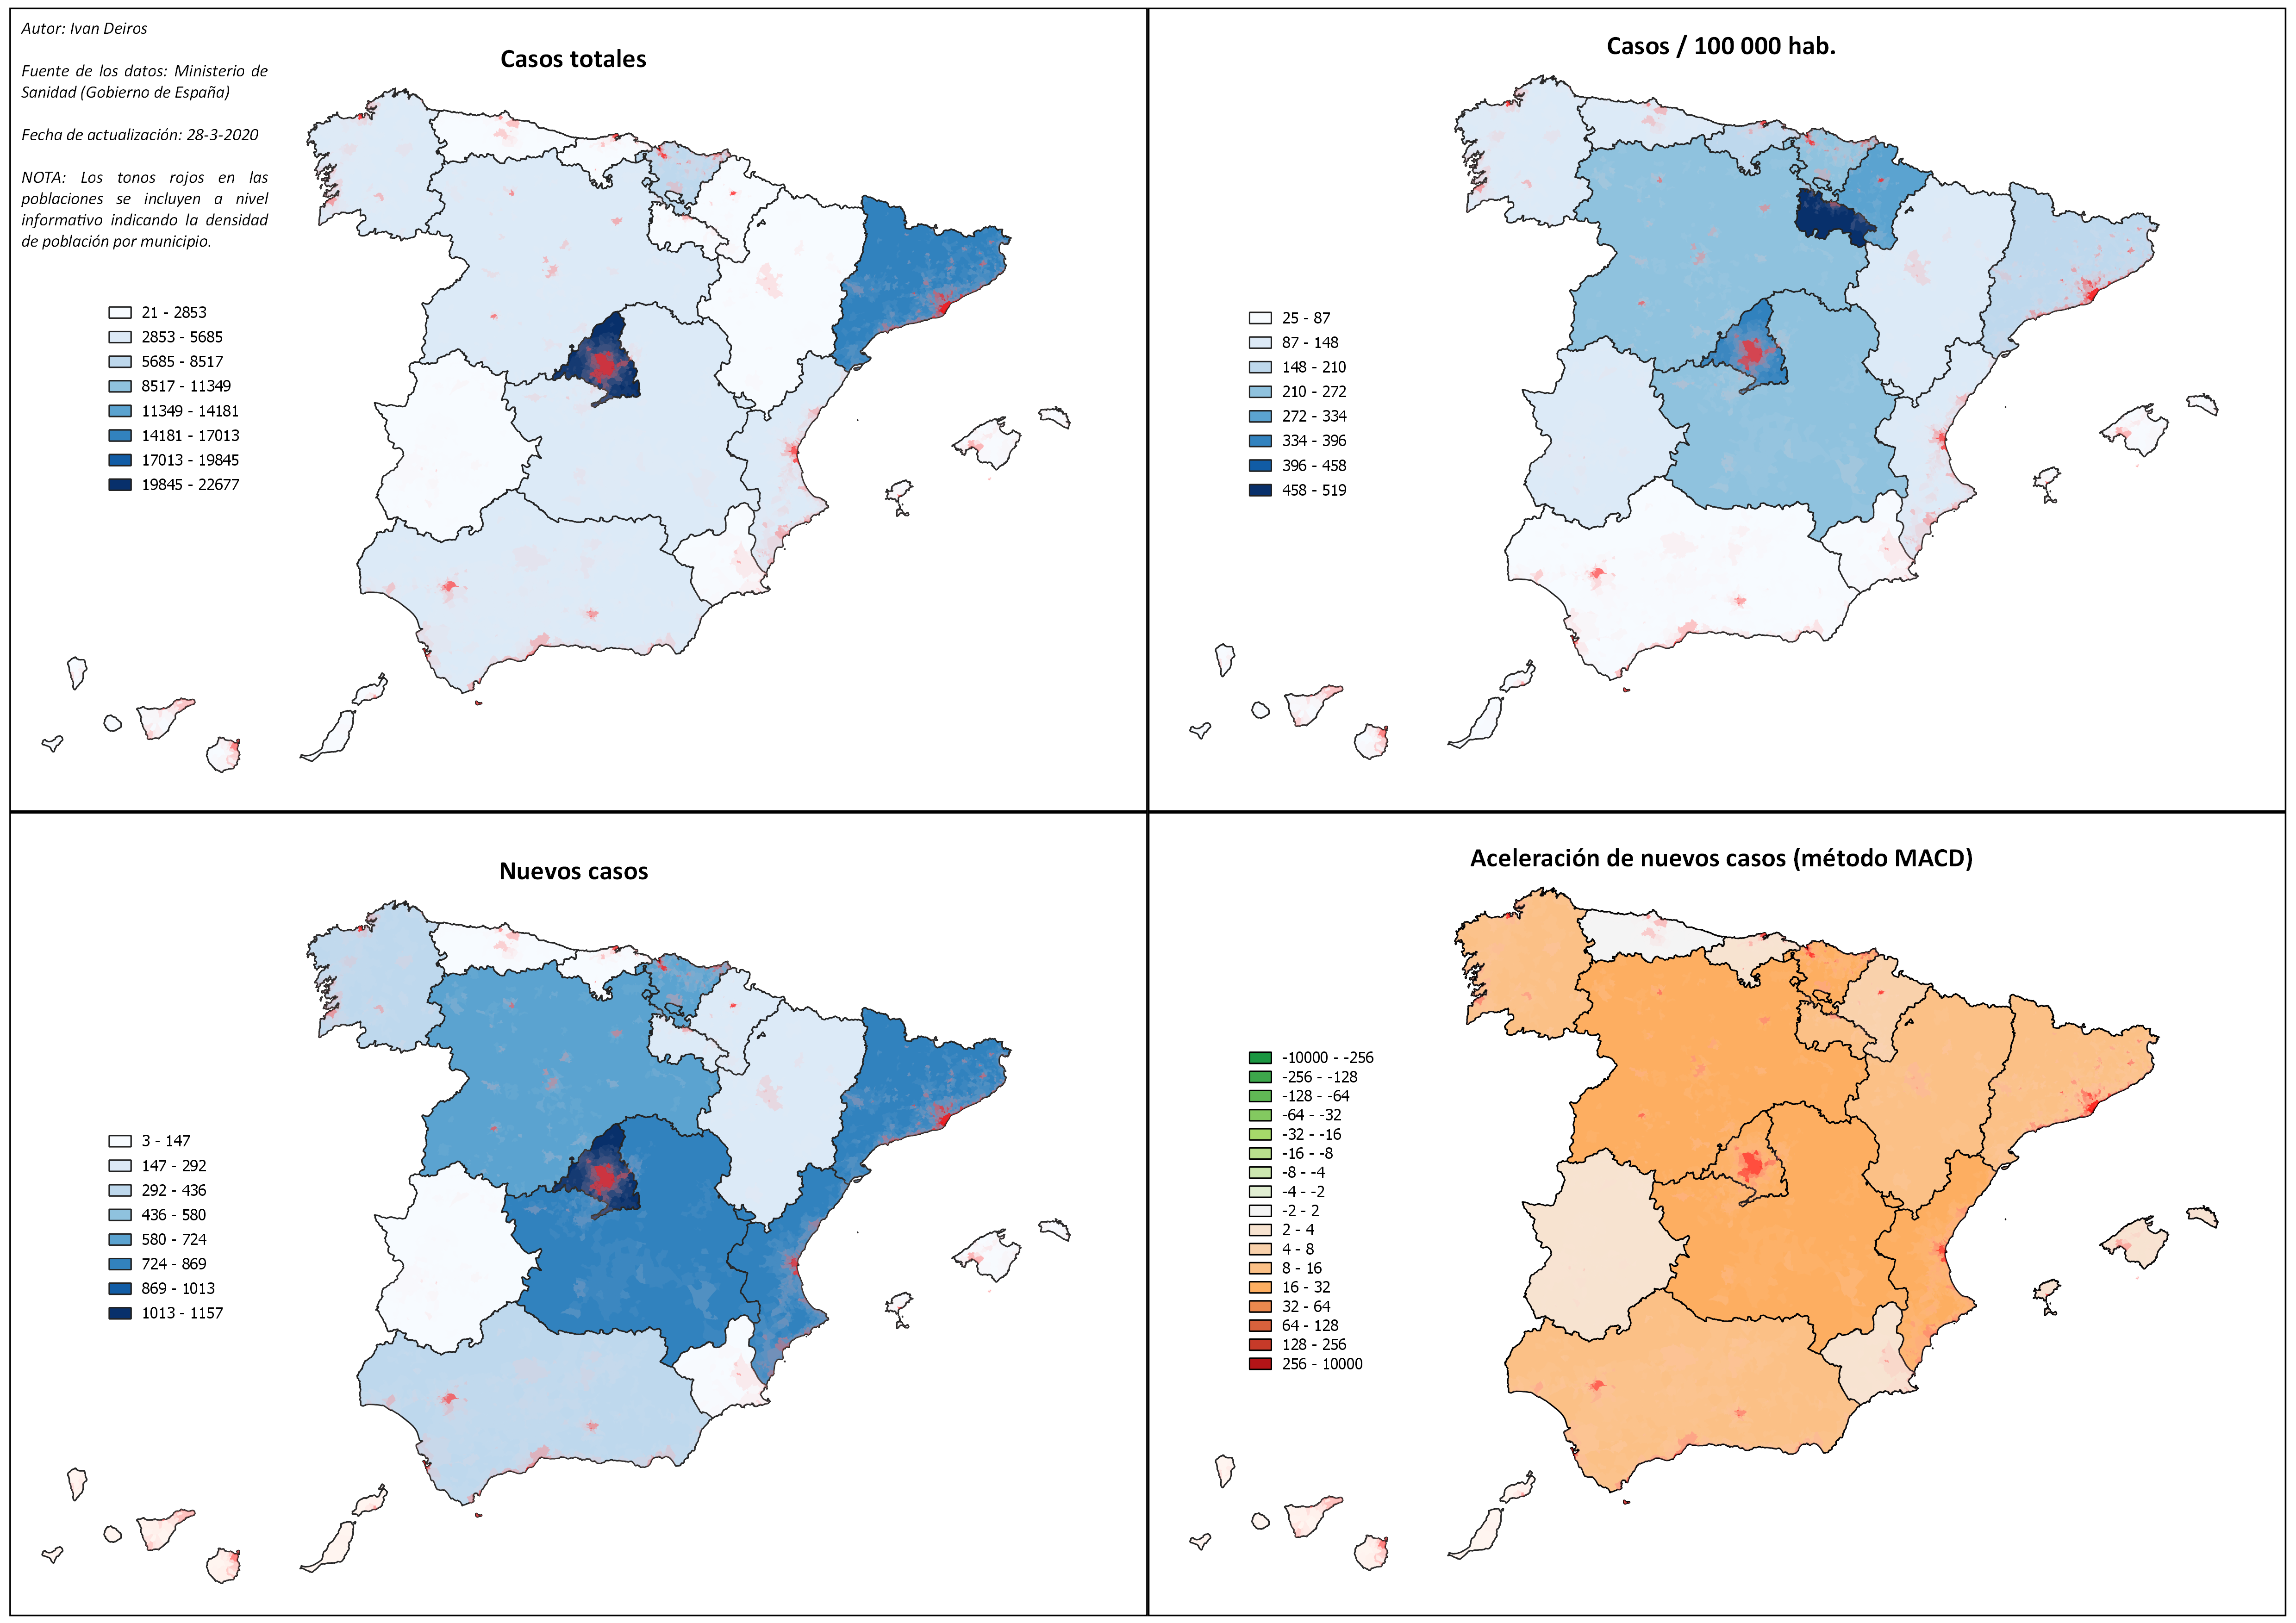 Autor: Ivan Deiros
Fuente de los datos: Ministerio de
Sanidad (Gobierno de España)
Fecha de actualización: 28-3-2020
NOTA: Los tonos rojos en las
poblaciones se incluyen a nivel
informativo indicando la densidad
de población por municipio.
Casos totales
21 - 2853
2853 - 5685
5685 - 8517
8517 - 11349
11349 - 14181
14181 - 17013
17013 - 19845
19845 - 22677
Casos / 100 000 hab.
25 - 87
87 - 148
148 - 210
210 - 272
272 - 334
334 - 396
396 - 458
458 - 519
Nuevos casos
3 - 147
147 - 292
292 - 436
436 - 580
580 - 724
724 - 869
869 - 1013
1013 - 1157
Aceleración de nuevos casos (método MACD)
-10000 - -256
-256 - -128
-128 - -64
-64 - -32
-32 - -16
-16 - -8
-8 - -4
-4 - -2
-2 - 2
2 - 4
4 - 8
8 - 16
16 - 32
32 - 64
64 - 128
128 - 256
256 - 10000